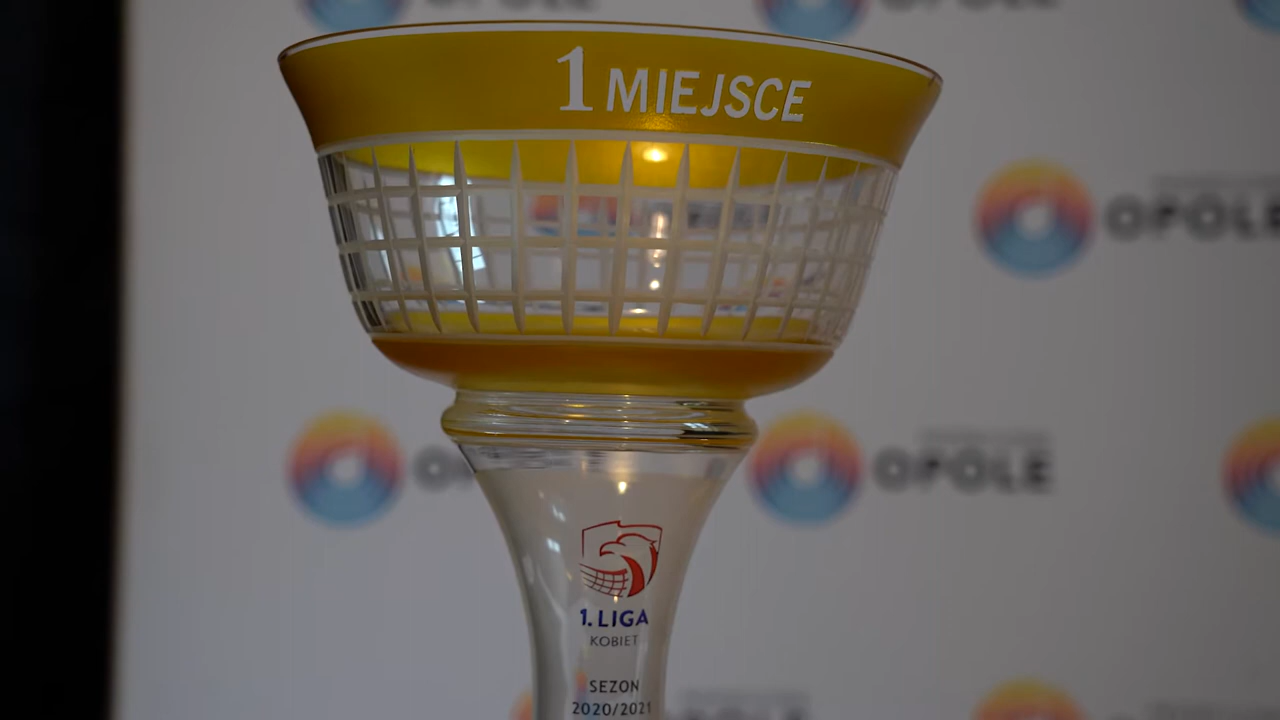 1 MIEJSCE
OPOLE
OPOLE
1. LIGA
KOBIET
SEZON
2020/2021